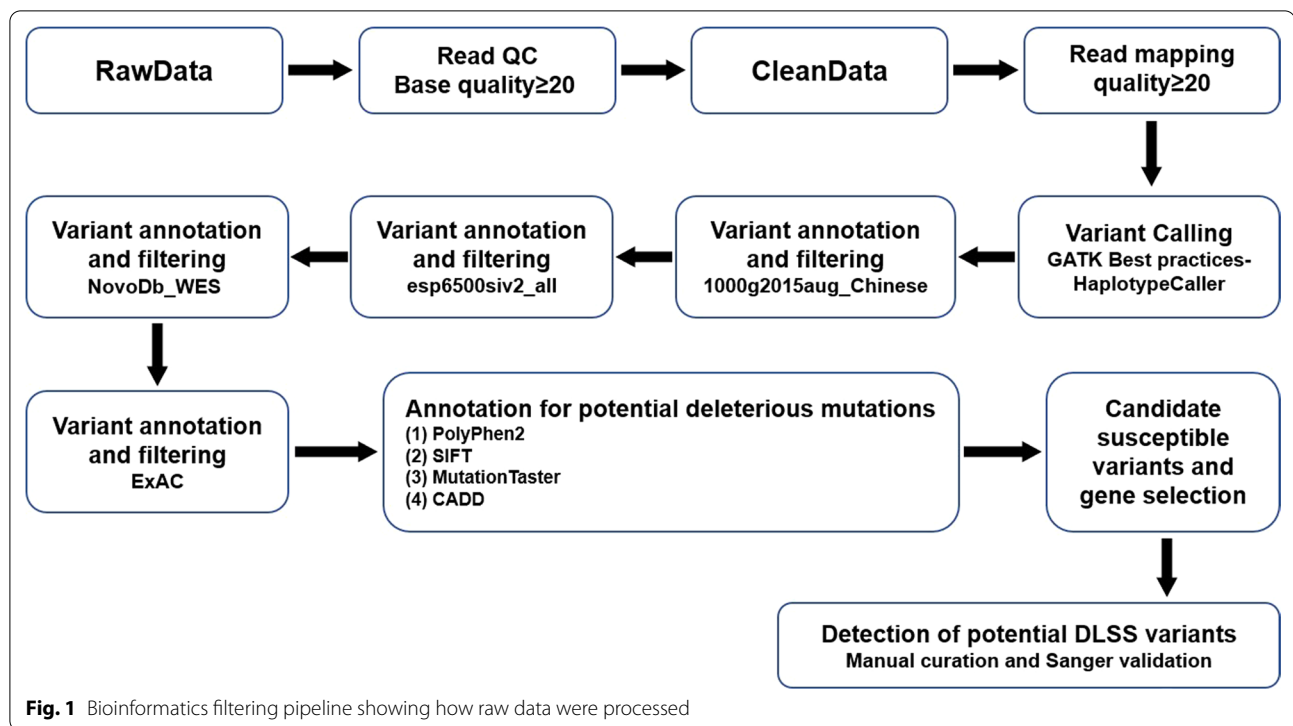 RawData
Read QC
Base quality≥20
CleanData
Read mapping
quality≥20
Variant Calling
GATK Best practices-
HaplotypeCaller
Variant annotation
and filtering
1000g2015aug_Chinese
Variant annotation
and filtering
esp6500siv2_all
Variant annotation
and filtering
NovoDb_WES
Variant annotation
and filtering
ExAC
Annotation for potential deleterious mutations
(1) PolyPhen2
(2) SIFT
(3) MutationTaster
(4) CADD
Candidate
susceptible
variants and
gene selection
Detection of potential DLSS variants
Manual curation and Sanger validation
Fig. 1 Bioinformatics filtering pipeline showing how raw data were processed